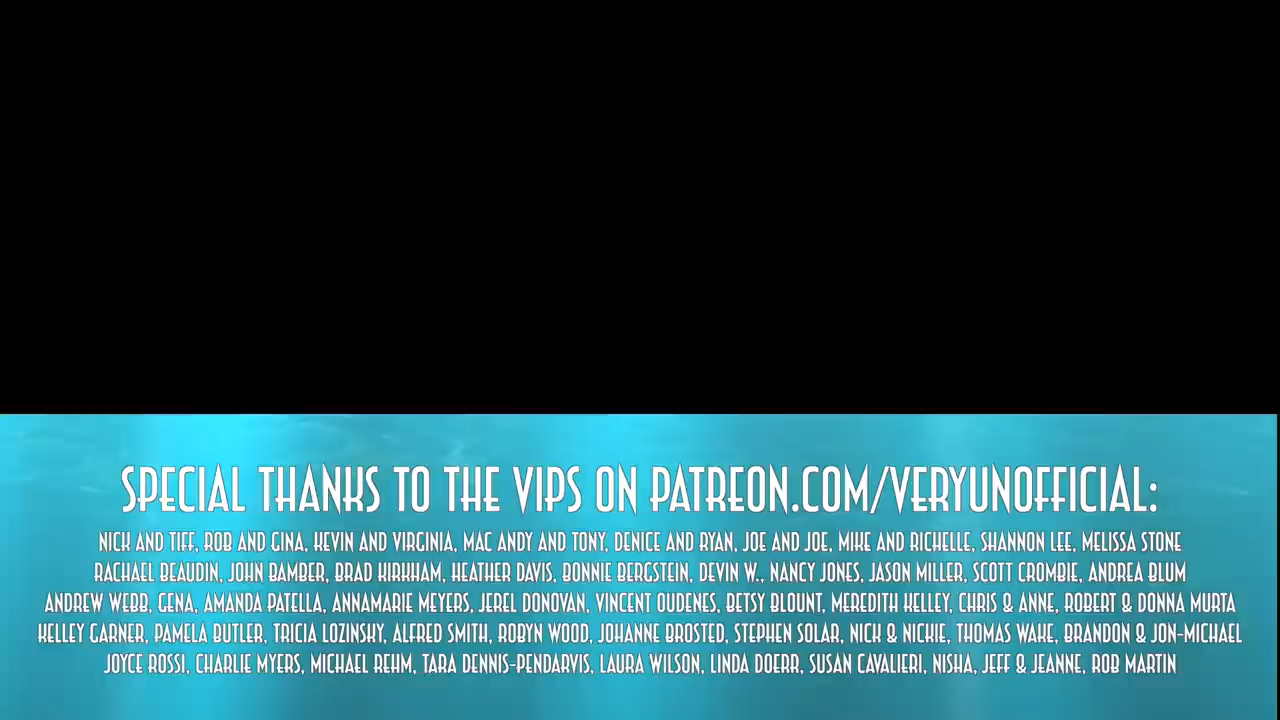 SPECIAL THANKS TO THE VIPS ON PATREON.COM/VERYUNOFFICIAL:
NICK AND TIFF, ROB AND GINA, KEVIN AND VIRGINIA, MAC ANDY AND TONY, DENICE AND RYAN, JOE AND JOE, MIKE AND RICHELLE, SHANNON LEE, MELISSA STONE
RACHAEL BEAUDIN, JOHN BAMBER, BRAD KIRKHAM, HEATHER DAVIS, BONNIE BERGSTEIN, DEVIN W., NANCY JONES, JASON MILLER, SCOTT CROMBIE, ANDREA BLUM
ANDREW WEBB, GENA, AMANDA PATELLA, ANNAMARIE MEYERS, JEREL DONOVAN, VINCENT OUDENES, BETSY BLOUNT, MEREDITH KELLEY, CHRIS & ANNE, ROBERT & DONNA MURTA
KELLEY GARNER, PAMELA BUTLER, TRICIA LOZINSKY, ALFRED SMITH, ROBYN WOOD, JOHANNE BROSTED, STEPHEN SOLAR, NICK & NICKIE, THOMAS WAKE, BRANDON & JON-MICHAEL
JOYCE ROSSI, CHARLIE MYERS, MICHAEL REHM, TARA DENNIS-PENDARVIS, LAURA WILSON, LINDA DOERR, SUSAN CAVALIERI, NISHA, JEFF & JEANNE, ROB MARTIN